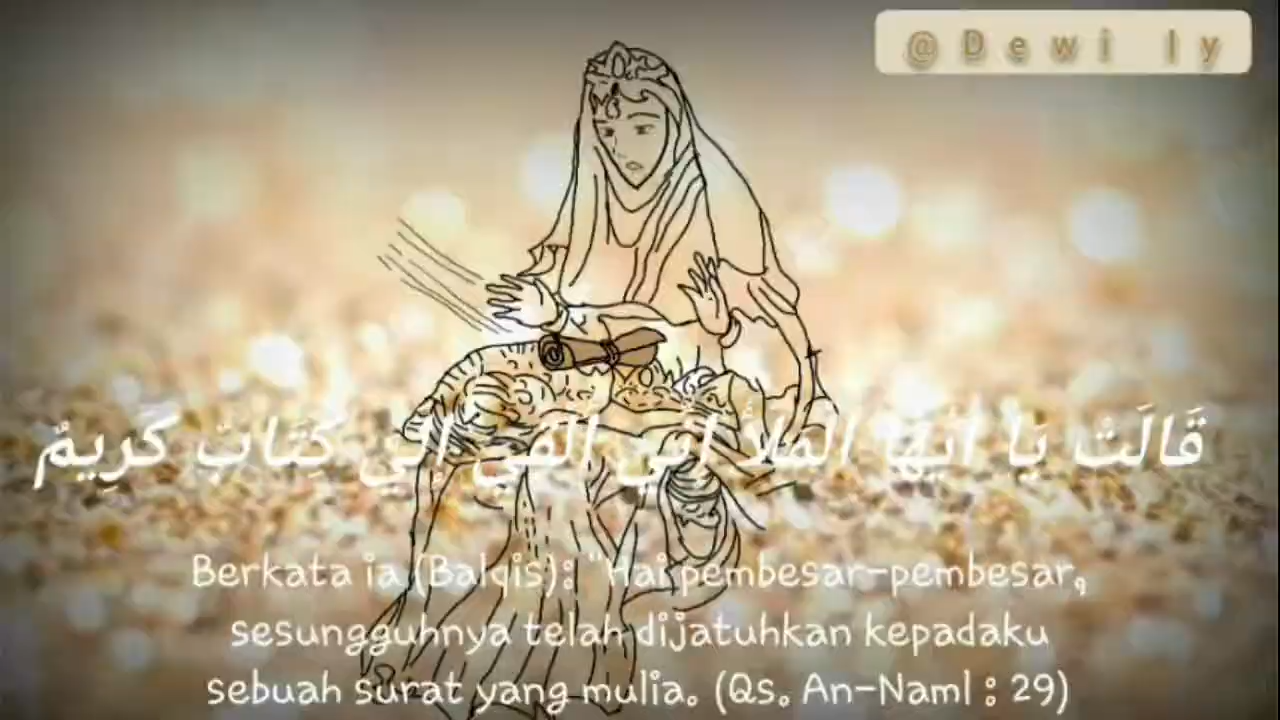 @Dewi ly
قَالَتْ يَا أَيُّهَا الْمَلَأُ إِنِّي أُلْقِيَ إِلَيَّ كِتَابٌ كَرِيمٌ
Berkata ia (Balqis): "Hai pembesar-pembesar,
sesungguhnya telah dijatuhkan kepadaku
sebuah surat yang mulia. (Qs. An-Naml : 29)